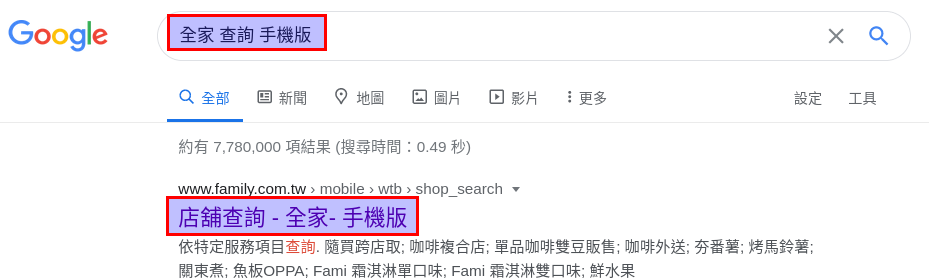 Google 全家 查詢 手機版
全部 新聞 地圖 圖片 影片 更多 設定 工具
約有 7,780,000 項結果 (搜尋時間：0.49 秒)
www.family.com.tw › mobile › wtb › shop_search
店舖查詢 - 全家- 手機版
依特定服務項目查詢. 隨買跨店取; 咖啡複合店; 單品咖啡雙豆販售; 咖啡外送; 夯番薯; 烤馬鈴薯;
關東煮; 魚板OPPA; Fami 霜淇淋單口味; Fami 霜淇淋雙口味; 鮮水果